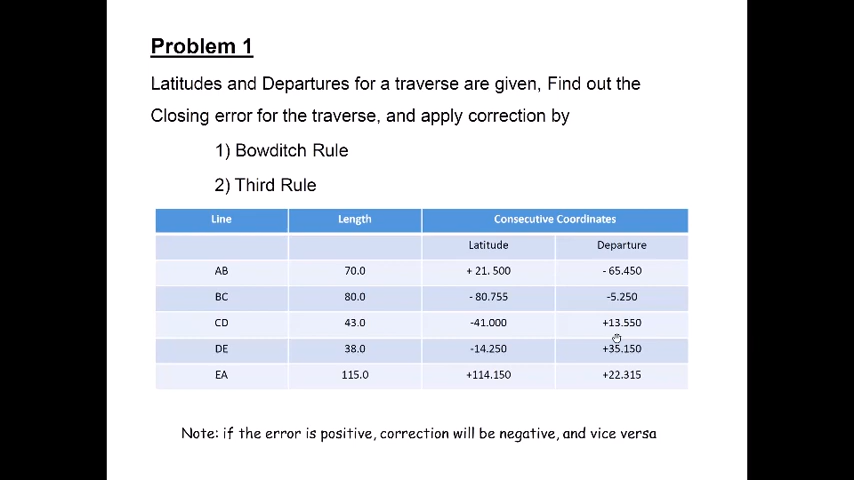 Problem 1
Latitudes and Departures for a traverse are given, Find out the
Closing error for the traverse, and apply correction by
1) Bowditch Rule
2) Third Rule
Line Length Consecutive Coordinates
Latitude Departure
AB 70.0 + 21. 500 - 65.450
BC 80.0 - 80.755 -5.250
CD 43.0 -41.000 +13.550
DE 38.0 -14.250 +35.150
EA 115.0 +114.150 +22.315
Note: if the error is positive, correction will be negative, and vice versa